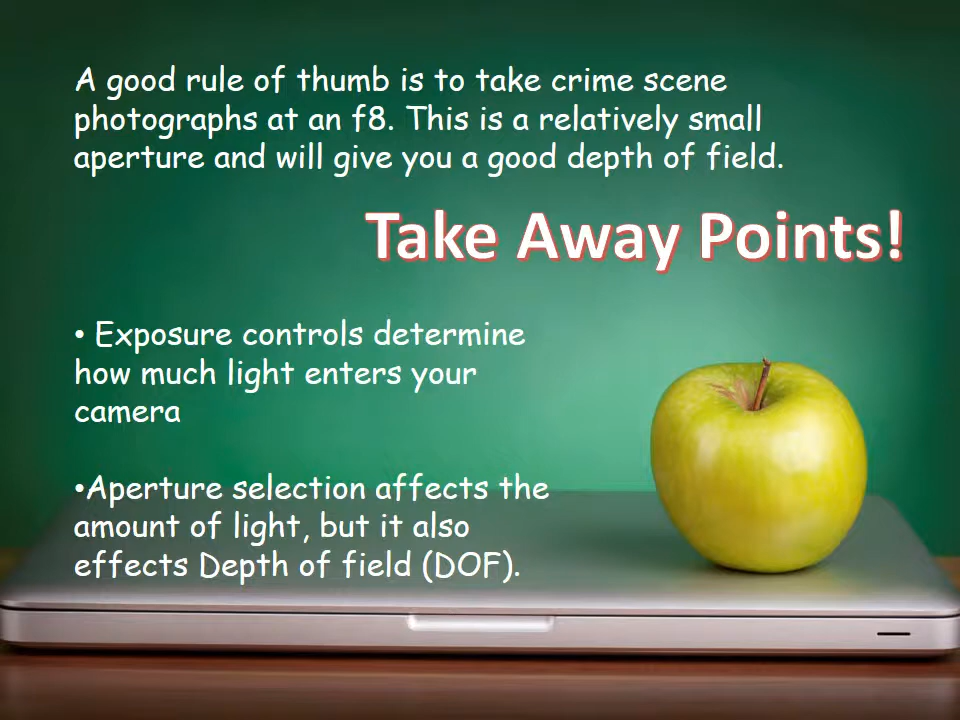 A good rule of thumb is to take crime scene
photographs at an f8. This is a relatively small
aperture and will give you a good depth of field.
Take Away Points!
• Exposure controls determine
how much light enters your
camera
•Aperture selection affects the
amount of light, but it also
effects Depth of field (DOF).